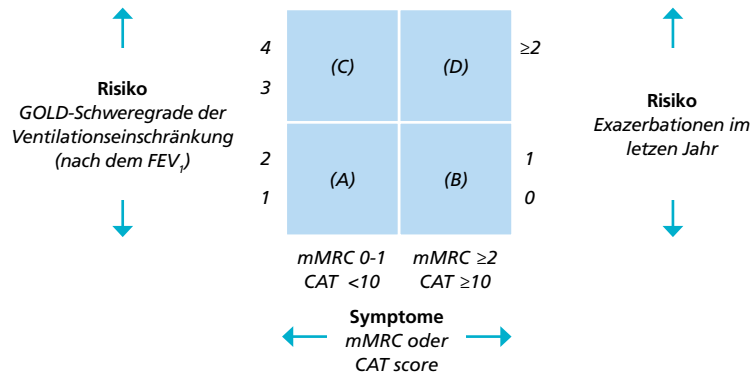 Risiko
GOLD-Schweregrade der
Ventilationseinschränkung
(nach dem FEV₁)
4
3
2
1
(C)
(D)
(A)
(B)
≥2
1
0
Risiko
Exazerbationen im
letzen Jahr
mMRC 0-1
CAT <10
mMRC ≥2
CAT ≥10
Symptome
mMRC oder
CAT score